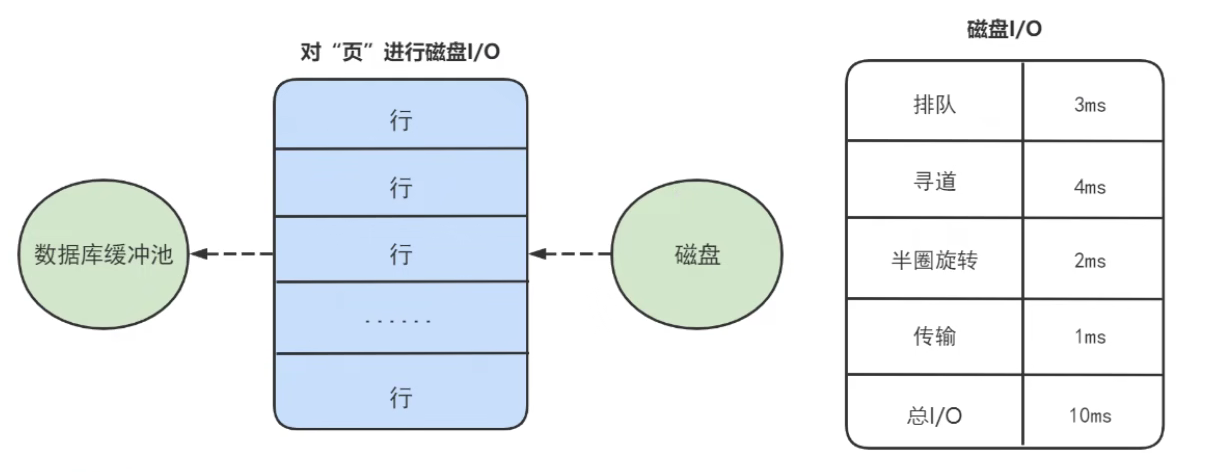 对“页”进行磁盘I/O
行
行
数据库缓冲池
行
磁盘
......
行
磁盘I/O
排队 3ms
寻道 4ms
半圈旋转 2ms
传输 1ms
总I/O 10ms